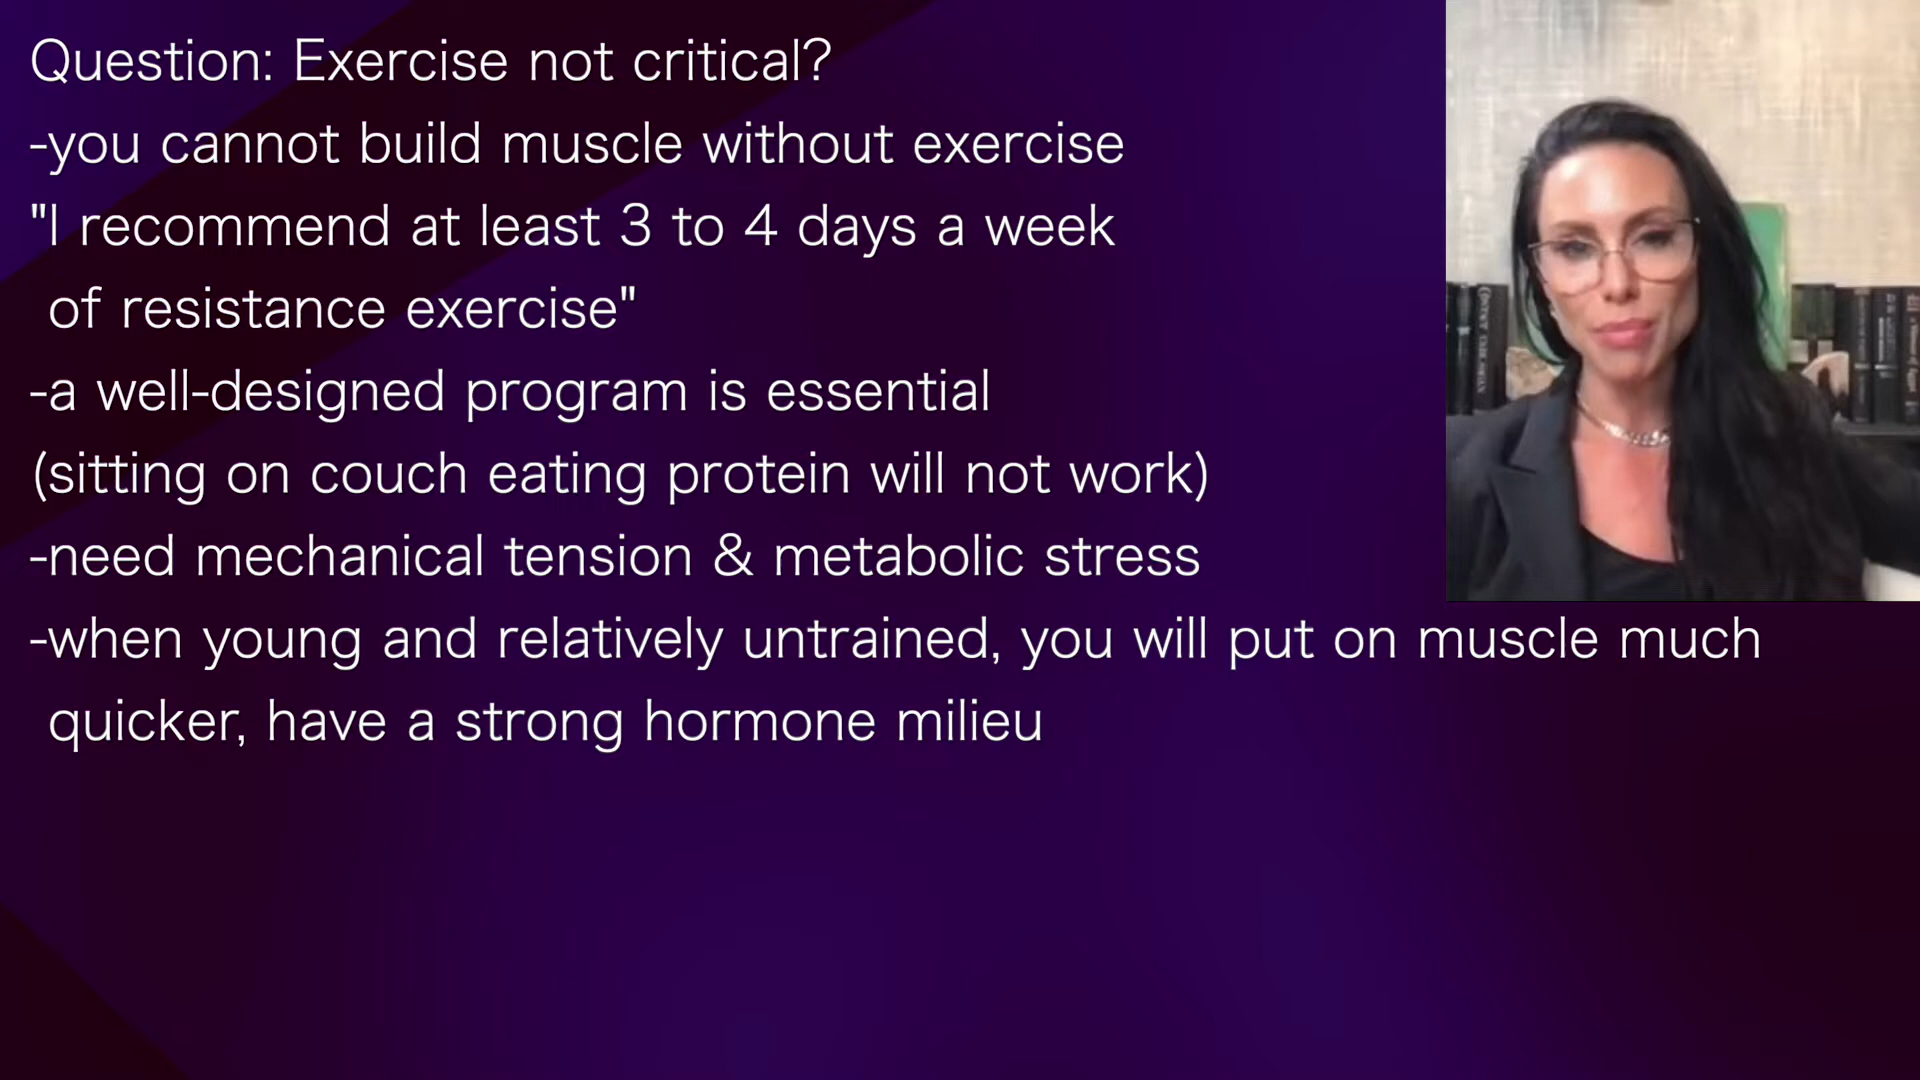 Question: Exercise not critical?
-you cannot build muscle without exercise
"I recommend at least 3 to 4 days a week
of resistance exercise"
-a well-designed program is essential
(sitting on couch eating protein will not work)
-need mechanical tension & metabolic stress
-when young and relatively untrained, you will put on muscle much
quicker, have a strong hormone milieu